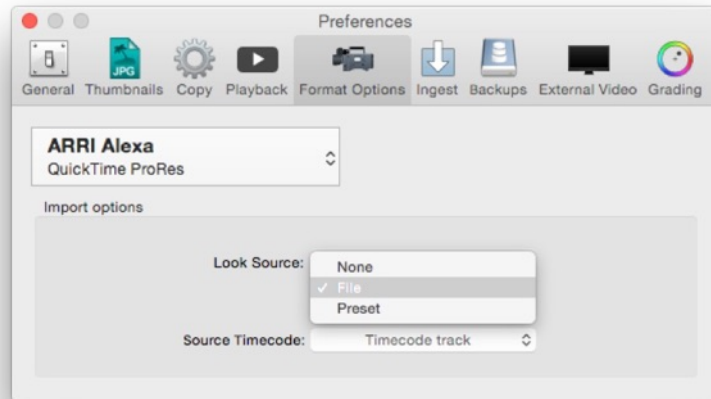 Preferences
JPG
General Thumbnails Copy Playback Format Options Ingest Backups External Video Grading
ARRI Alexa
QuickTime ProRes
Import options
Look Source:
None
✓ File
Preset
Source Timecode: Timecode track